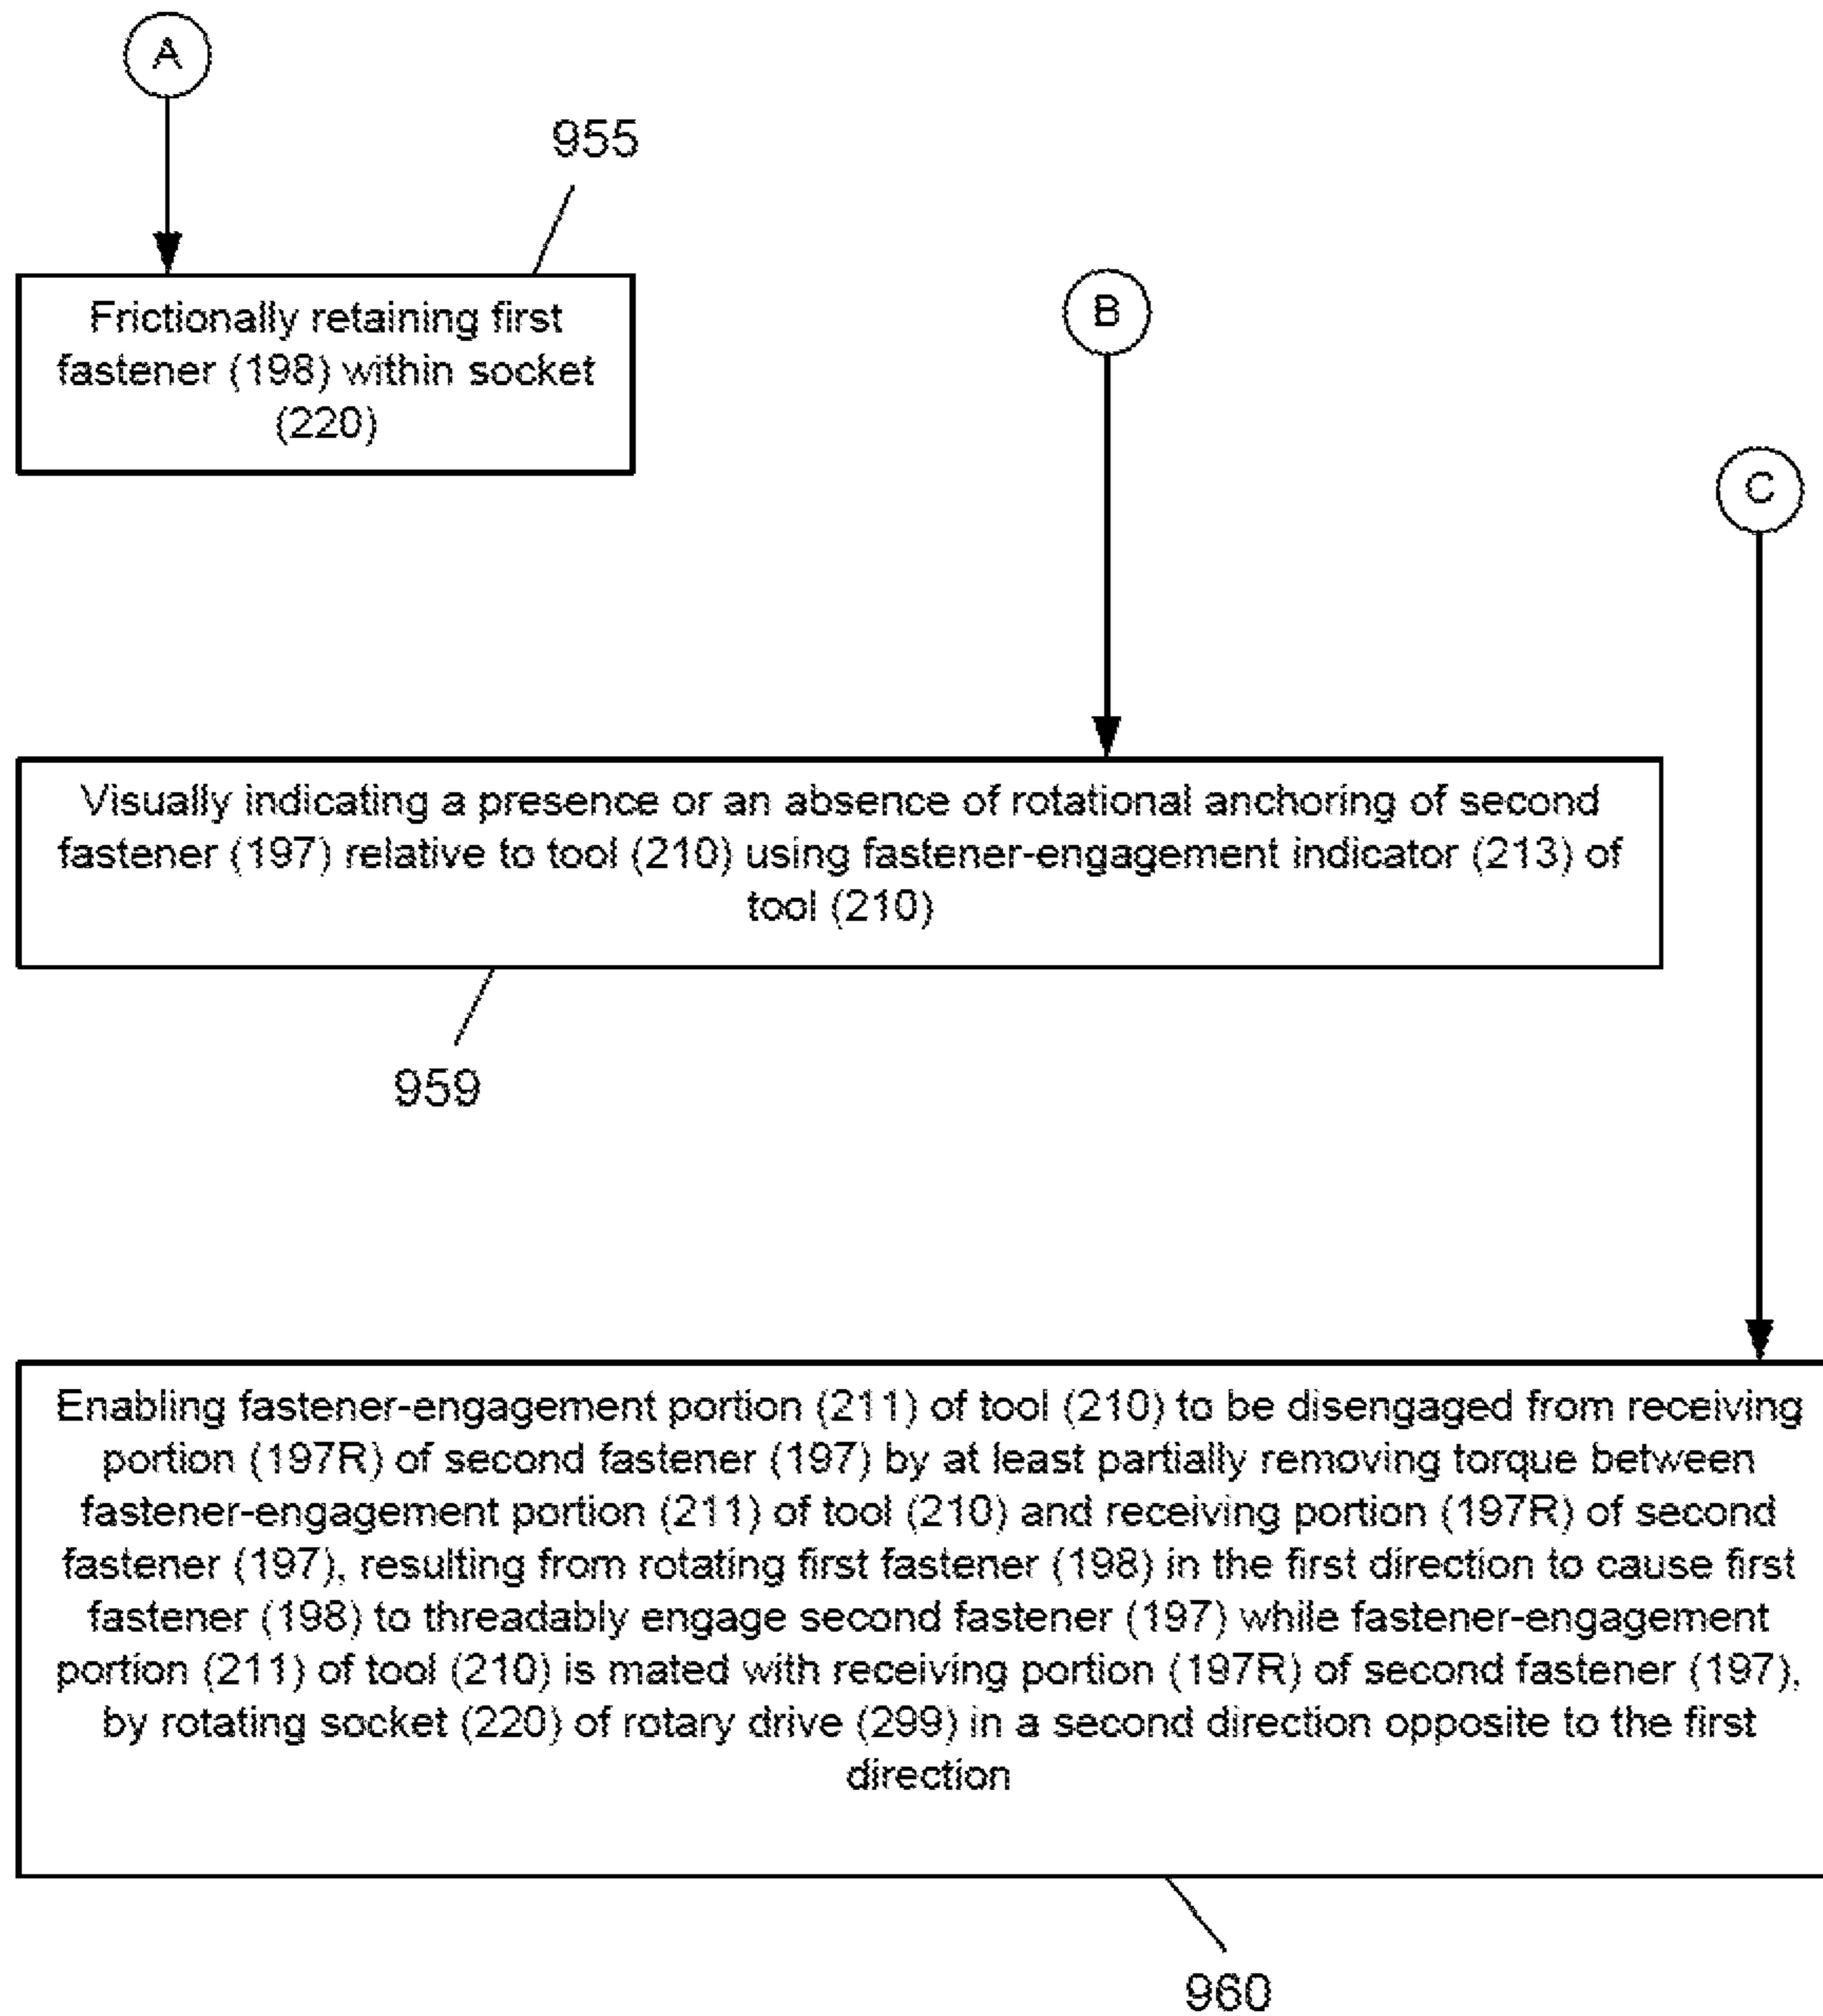 A
955
Frictionally retaining first
fastener (198) within socket
(220)
B
C
Visually indicating a presence or an absence of rotational anchoring of second
fastener (197) relative to tool (210) using fastener-engagement indicator (213) of
tool (210)
959
Enabling fastener-engagement portion (211) of tool (210) to be disengaged from receiving
portion (197R) of second fastener (197) by at least partially removing torque between
fastener-engagement portion (211) of tool (210) and receiving portion (197R) of second
fastener (197), resulting from rotating first fastener (198) in the first direction to cause first
fastener (198) to threadably engage second fastener (197) while fastener-engagement
portion (211) of tool (210) is mated with receiving portion (197R) of second fastener (197),
by rotating socket (220) of rotary drive (299) in a second direction opposite to the first
direction
960